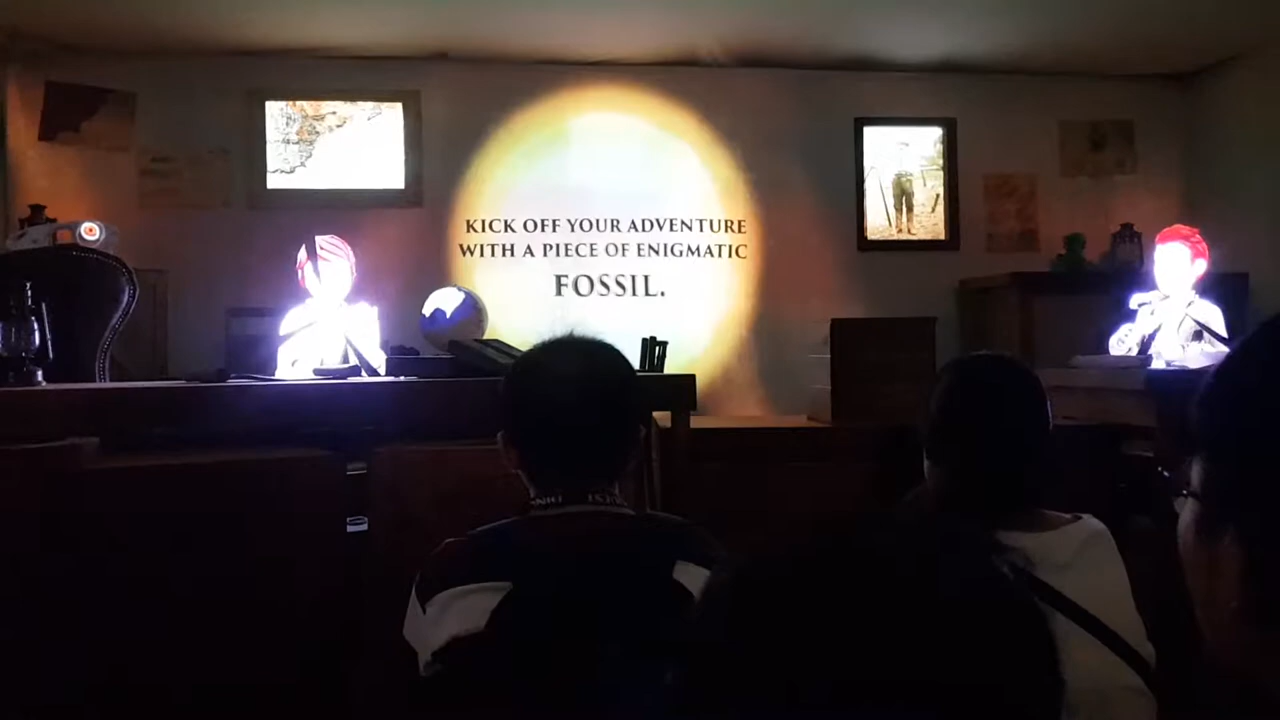 KICK OFF YOUR ADVENTURE
WITH A PIECE OF ENIGMATIC
FOSSIL.